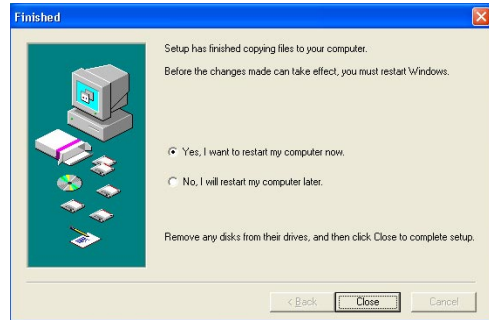 Finished
Setup has finished copying files to your computer.
Before the changes made can take effect, you must restart Windows.
Yes, I want to restart my computer now.
No, I will restart my computer later.
Remove any disks from their drives, and then click Close to complete setup.
< Back
Close
Cancel